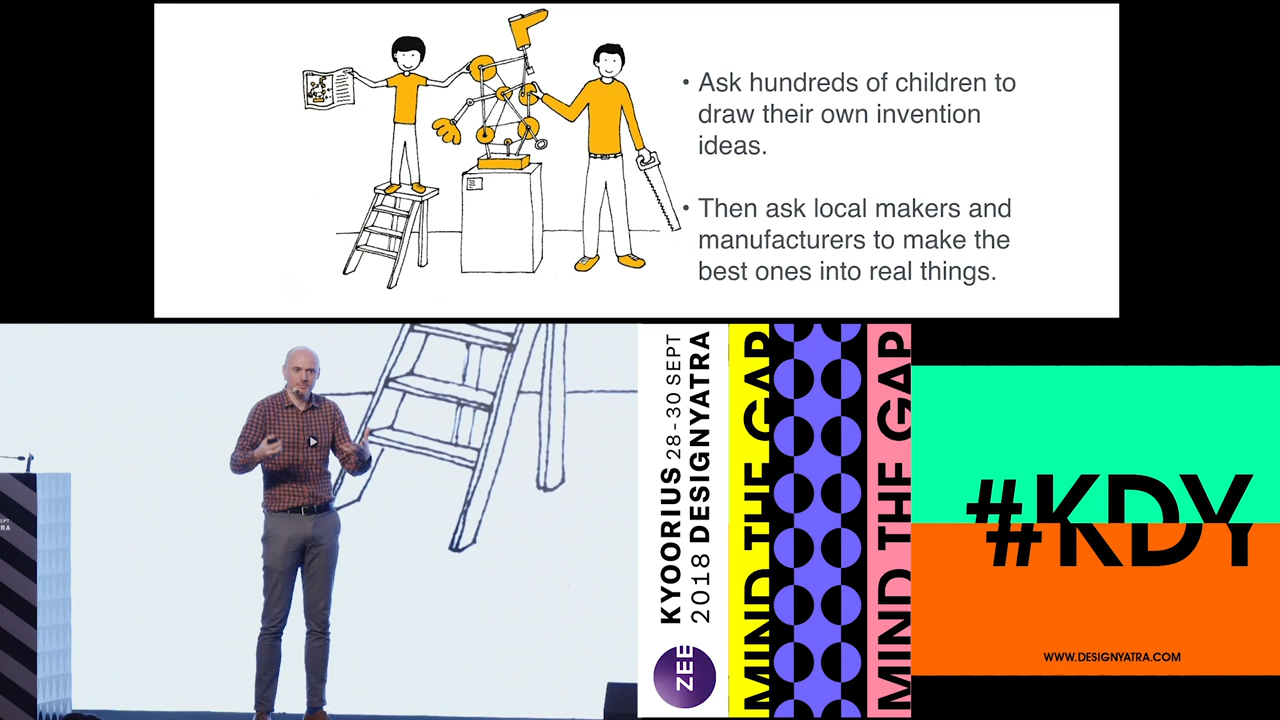 • Ask hundreds of children to
draw their own invention
ideas.
• Then ask local makers and
manufacturers to make the
best ones into real things.
KYOORIUS 28-30 SEPT
2018 DESIGNYATRA
ZEE
MIND THE GAP
MIND THE GAP
#KDY
WWW.DESIGNYATRA.COM